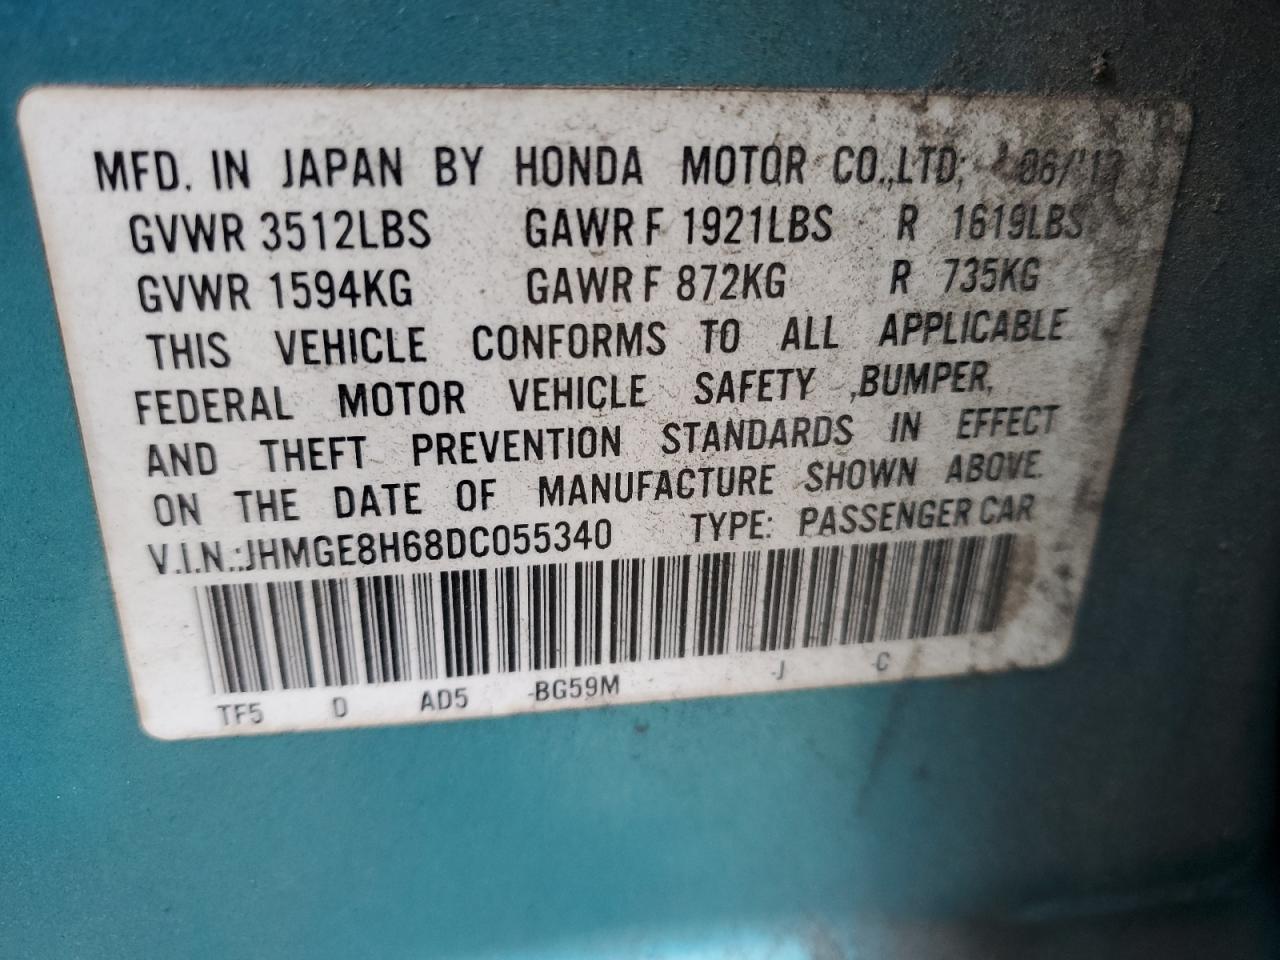 MFD. IN JAPAN BY HONDA MOTOR CO.,LTD;
GVWR 3512LBS GAWR F 1921LBS R 1619LBS
GVWR 1594KG GAWR F 872KG R 735KG
THIS VEHICLE CONFORMS TO ALL APPLICABLE
FEDERAL MOTOR VEHICLE SAFETY ,BUMPER,
AND THEFT PREVENTION STANDARDS IN EFFECT
ON THE DATE OF MANUFACTURE SHOWN ABOVE.
V.I.N.:JHMGE8H68DC055340 TYPE: PASSENGER CAR
TF5 D AD5 -BG59M -J -C